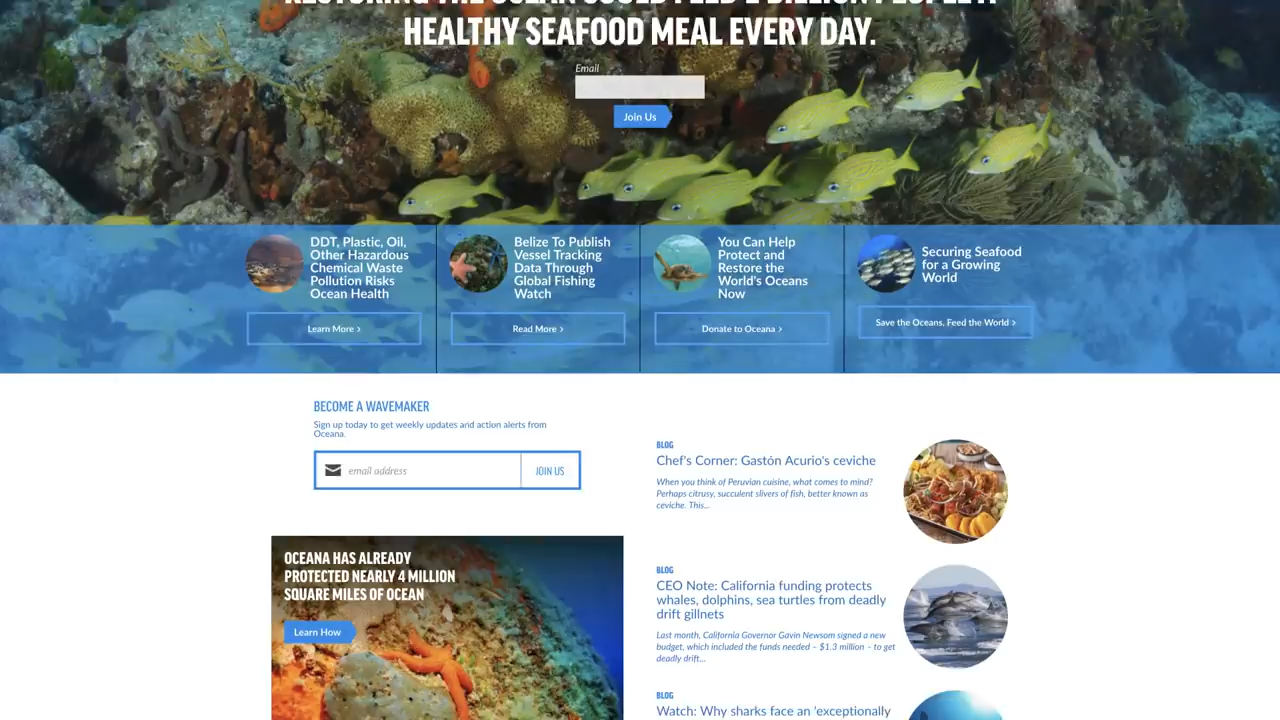 HEALTHY SEAFOOD MEAL EVERY DAY.
Email
Join Us
DDT, Plastic, Oil,
Other Hazardous
Chemical Waste
Pollution Risks
Ocean Health
Learn More ›
Belize To Publish
Vessel Tracking
Data Through
Global Fishing
Watch
Read More ›
You Can Help
Protect and
Restore the
World's Oceans
Now
Donate to Oceana ›
Securing Seafood
for a Growing
World
Save the Oceans, Feed the World ›
BECOME A WAVEMAKER
Sign up today to get weekly updates and action alerts from
Oceana.
email address
JOIN US
OCEANA HAS ALREADY
PROTECTED NEARLY 4 MILLION
SQUARE MILES OF OCEAN
Learn How
BLOG
Chef's Corner: Gastón Acurio's ceviche
When you think of Peruvian cuisine, what comes to mind?
Perhaps citrusy, succulent slivers of fish, better known as
ceviche. This...
BLOG
CEO Note: California funding protects
whales, dolphins, sea turtles from deadly
drift gillnets
Last month, California Governor Gavin Newsom signed a new
budget, which included the funds needed – $1.3 million – to get
deadly drift...
BLOG
Watch: Why sharks face an 'exceptionally